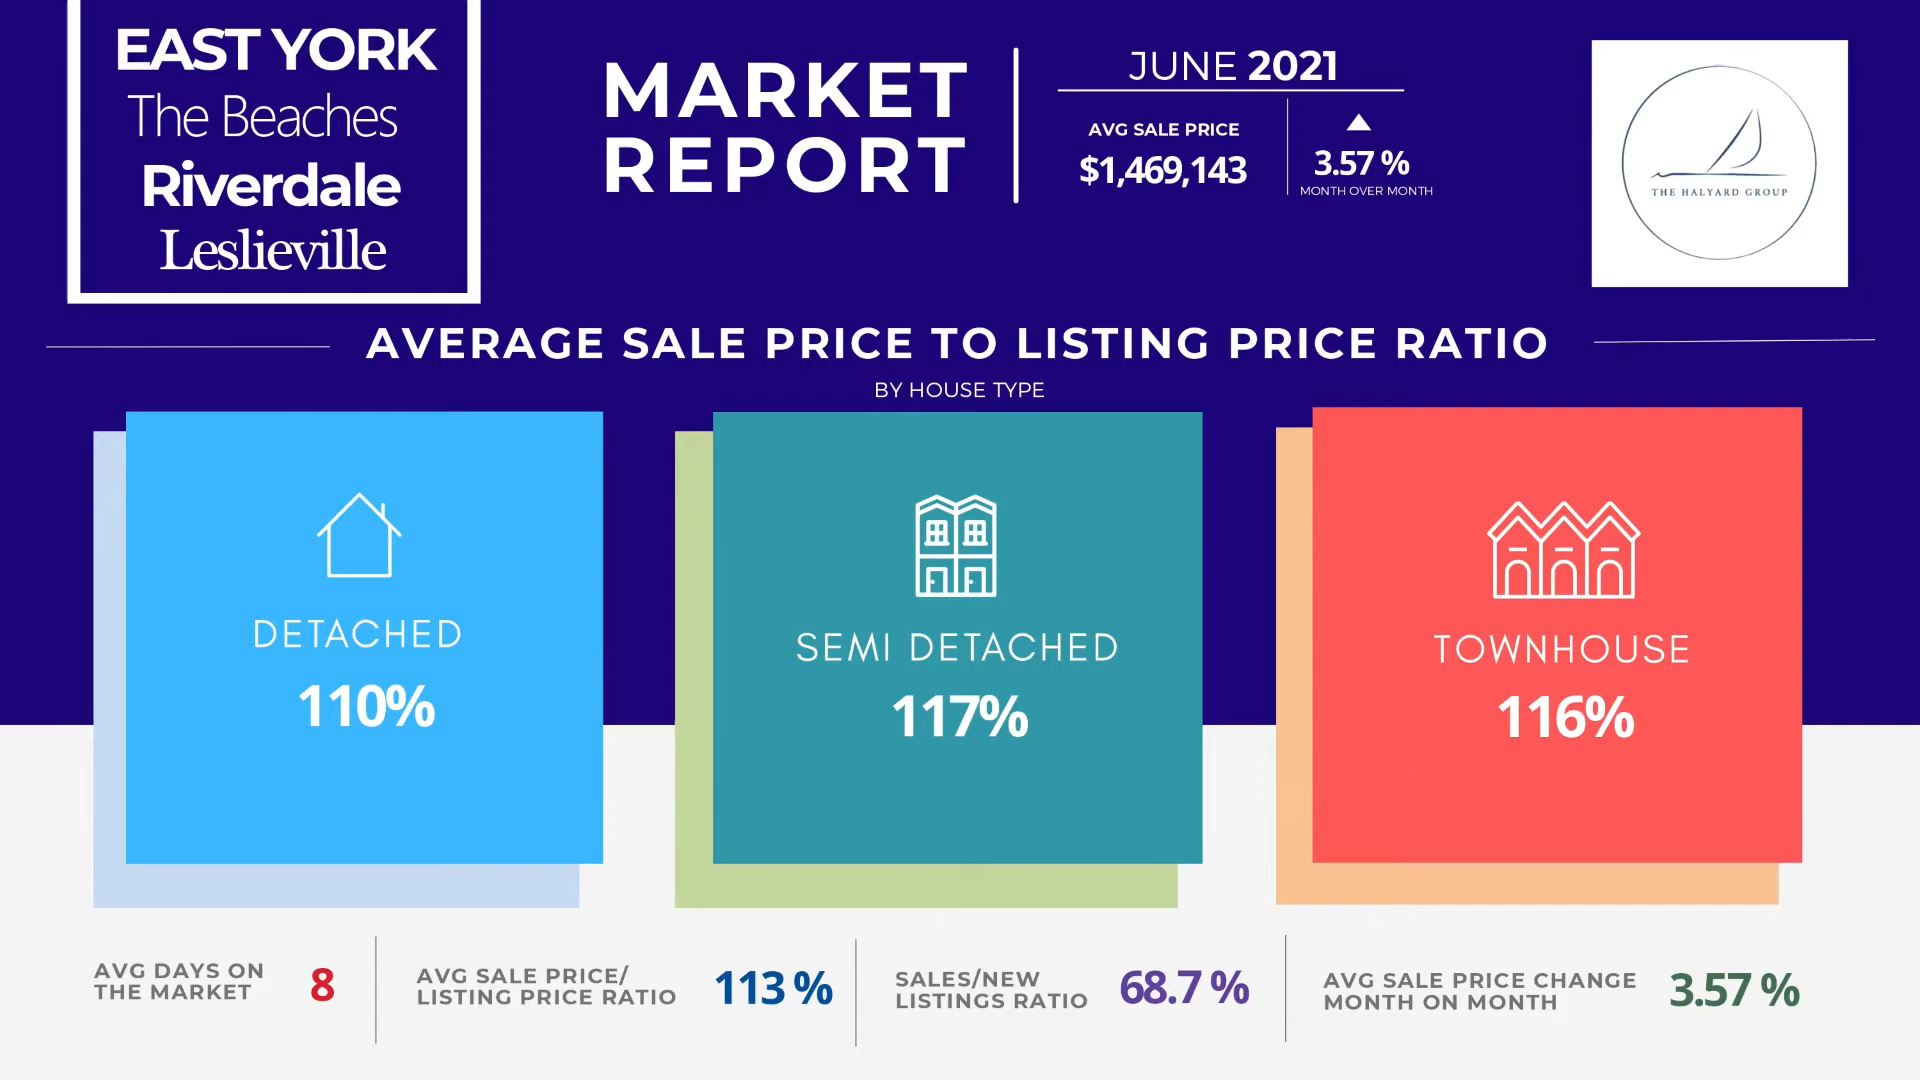 EAST YORK
The Beaches
Riverdale
Leslieville
MARKET
REPORT
JUNE 2021
AVG SALE PRICE
$1,469,143
3.57 %
MONTH OVER MONTH
THE HALYARD GROUP
AVERAGE SALE PRICE TO LISTING PRICE RATIO
BY HOUSE TYPE
DETACHED
110%
SEMI DETACHED
117%
TOWNHOUSE
116%
AVG DAYS ON
THE MARKET
8
AVG SALE PRICE/
LISTING PRICE RATIO
113 %
SALES/NEW
LISTINGS RATIO
68.7 %
AVG SALE PRICE CHANGE
MONTH ON MONTH
3.57 %